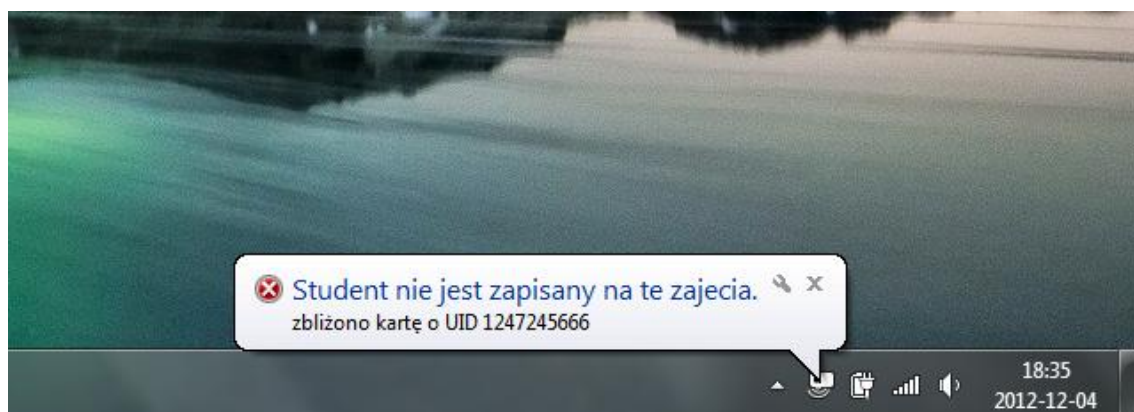 Student nie jest zapisany na te zajecia.
zbliżono kartę o UID 1247245666
18:35
2012-12-04